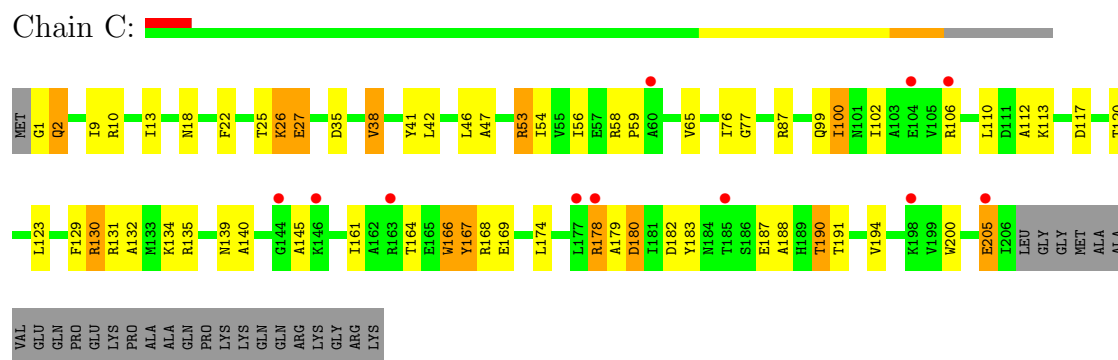 Chain C:
MET G1 Q2 I9 R10 I13 N18 F22 T25 K26 E27 D35 V38 Y41 L42 L46 A47 R53 I54 V55 I56 E57 R58 P59 A60 V65 I76 G77 R87 Q99 I100 N101 I102 A103 E104 V105 R106 L110 D111 A112 K113 D117 T120
L123 F129 R130 R131 A132 M133 K134 R135 N139 A140 G144 A145 K146 I161 A162 R163 T164 E165 W166 Y167 R168 E169 L174 L177 R178 A179 D180 I181 D182 Y183 N184 T185 S186 E187 A188 H189 T190 T191 V194 K198 V199 W200 E205 I206 LEU GLY GLY MET ALA ALA
VAL GLU GLN PRO GLU LYS PRO ALA ALA GLN PRO LYS LYS GLN GLN ARG LYS GLY ARG LYS